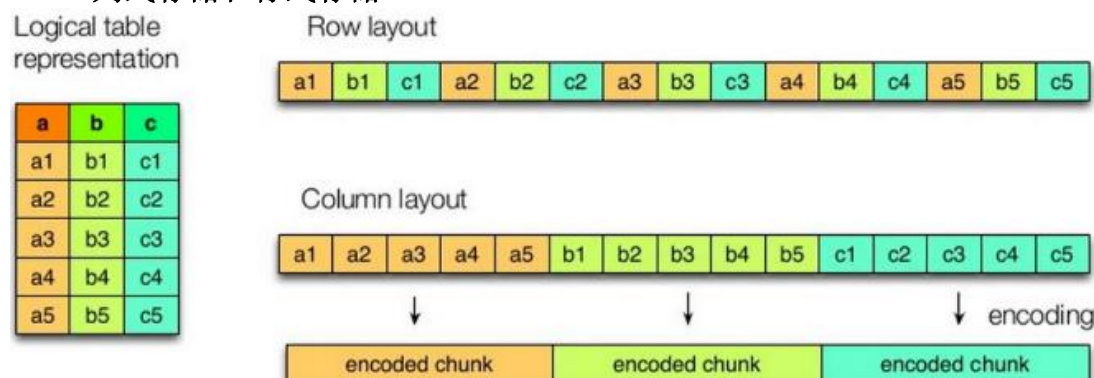 Logical table
representation
a b c
a1 b1 c1
a2 b2 c2
a3 b3 c3
a4 b4 c4
a5 b5 c5
Row layout
a1 b1 c1 a2 b2 c2 a3 b3 c3 a4 b4 c4 a5 b5 c5
Column layout
a1 a2 a3 a4 a5 b1 b2 b3 b4 b5 c1 c2 c3 c4 c5
encoding
encoded chunk encoded chunk encoded chunk